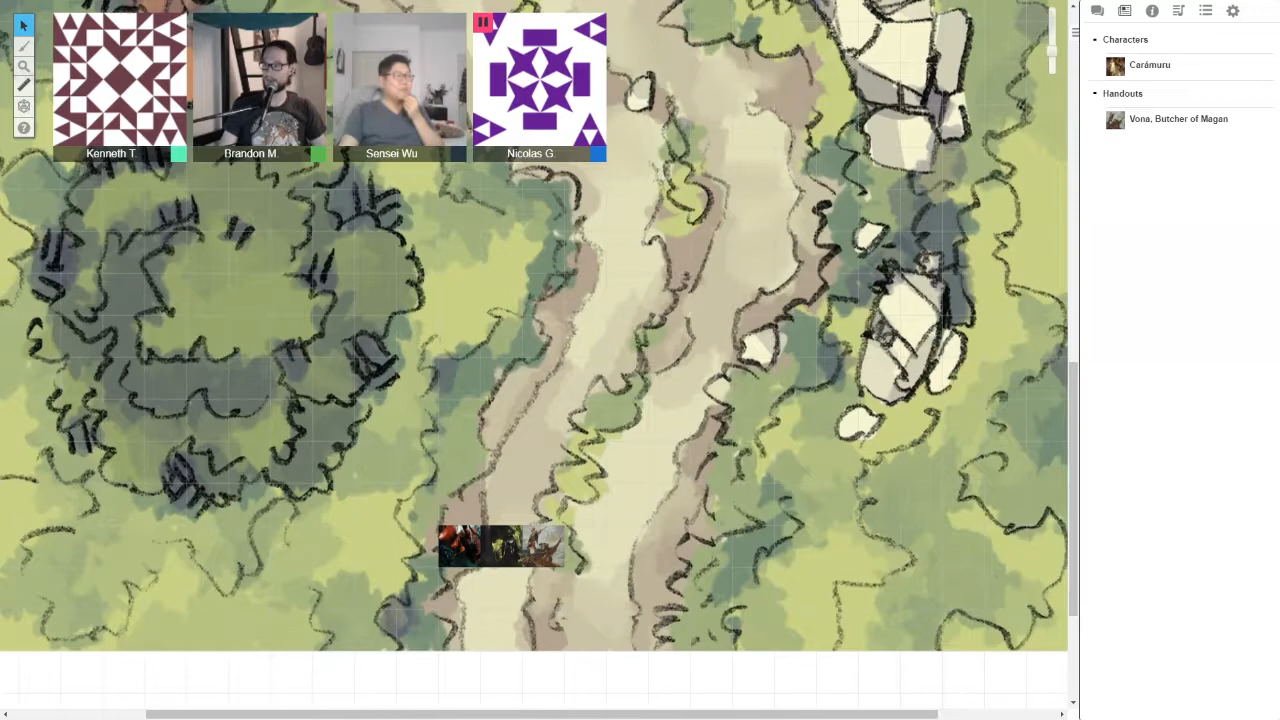 Kenneth T.
Brandon M.
Sensei Wu
Nicolas G.
Characters
Carámuru
Handouts
Vona, Butcher of Magan